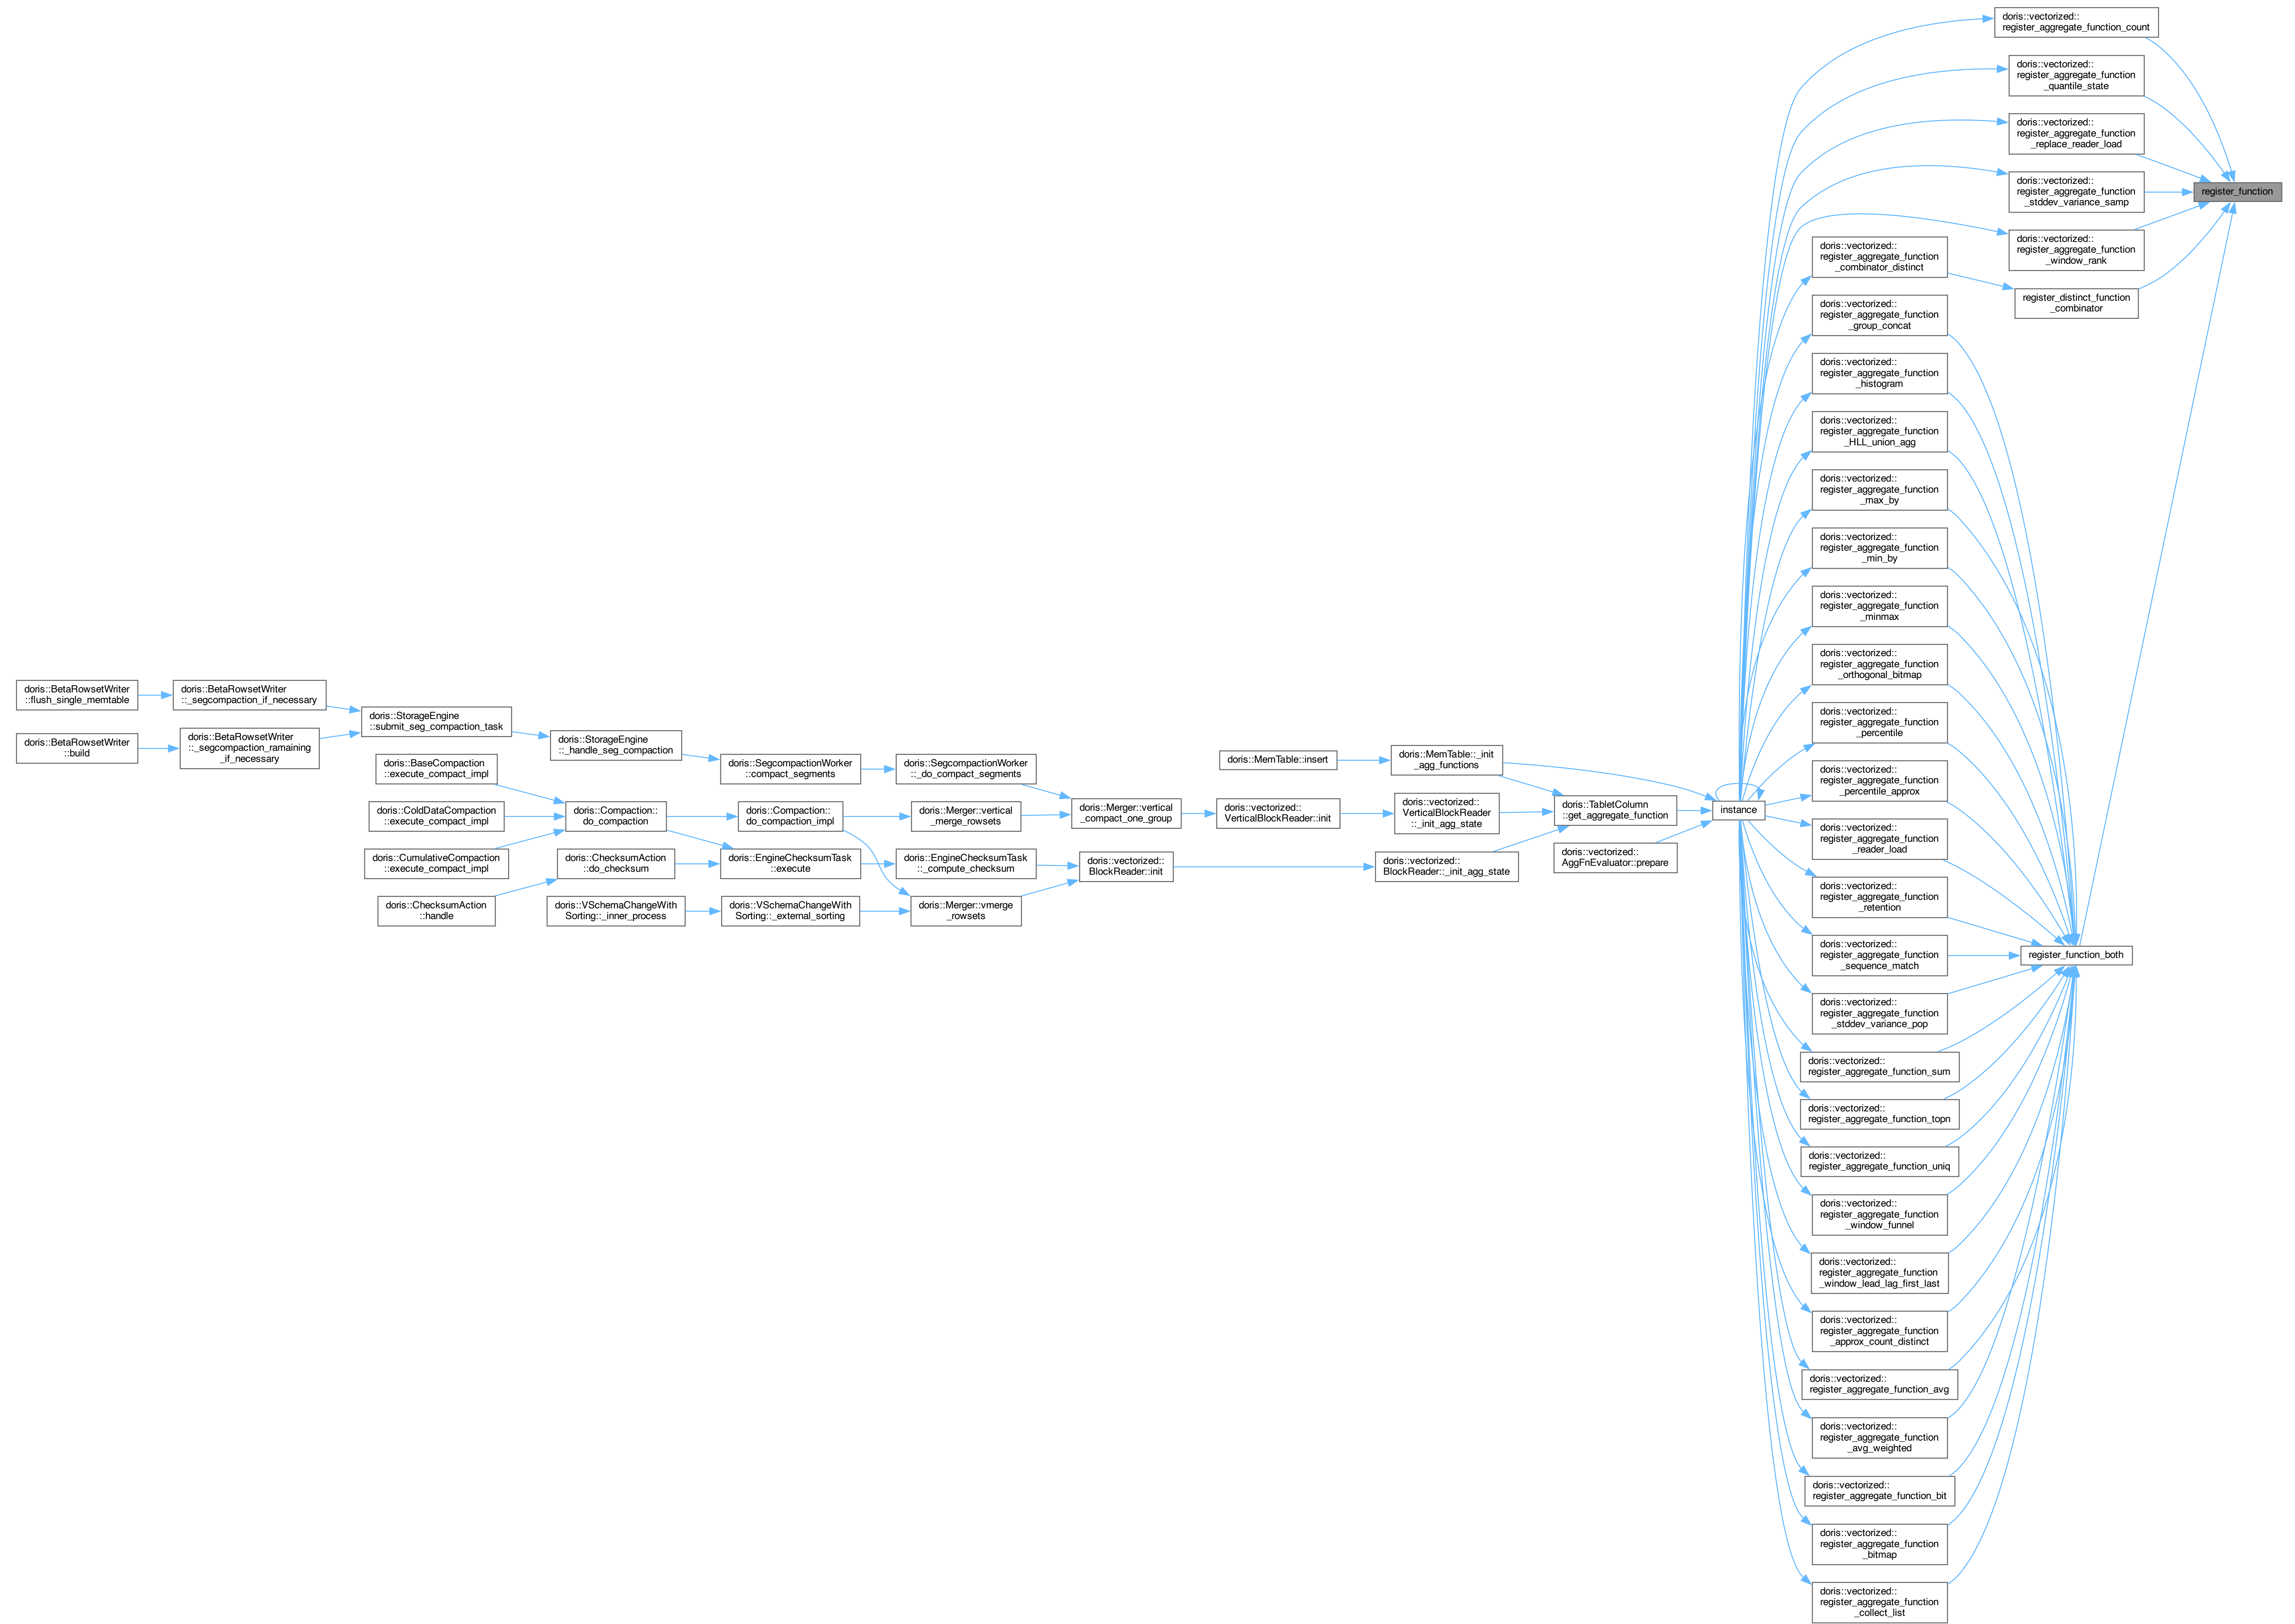 doris::vectorized::
register_aggregate_function_count
doris::vectorized::
register_aggregate_function
_quantile_state
doris::vectorized::
register_aggregate_function
_replace_reader_load
doris::vectorized::
register_aggregate_function
_stddev_variance_samp
register_function
doris::vectorized::
register_aggregate_function
_window_rank
doris::vectorized::
register_aggregate_function
_combinator_distinct
register_distinct_function
_combinator
doris::vectorized::
register_aggregate_function
_group_concat
doris::vectorized::
register_aggregate_function
_histogram
doris::vectorized::
register_aggregate_function
_HLL_union_agg
doris::vectorized::
register_aggregate_function
_max_by
doris::vectorized::
register_aggregate_function
_min_by
doris::vectorized::
register_aggregate_function
_minmax
doris::vectorized::
register_aggregate_function
_orthogonal_bitmap
doris::vectorized::
register_aggregate_function
_percentile
doris::vectorized::
register_aggregate_function
_percentile_approx
doris::vectorized::
register_aggregate_function
_reader_load
doris::vectorized::
register_aggregate_function
_retention
doris::vectorized::
register_aggregate_function
_sequence_match
register_function_both
doris::vectorized::
register_aggregate_function
_stddev_variance_pop
doris::vectorized::
register_aggregate_function_sum
doris::vectorized::
register_aggregate_function_topn
doris::vectorized::
register_aggregate_function_uniq
doris::vectorized::
register_aggregate_function
_window_funnel
doris::vectorized::
register_aggregate_function
_window_lead_lag_first_last
doris::vectorized::
register_aggregate_function
_approx_count_distinct
doris::vectorized::
register_aggregate_function_avg
doris::vectorized::
register_aggregate_function
_avg_weighted
doris::vectorized::
register_aggregate_function_bit
doris::vectorized::
register_aggregate_function
_bitmap
doris::vectorized::
register_aggregate_function
_collect_list
instance
doris::MemTable::_init
_agg_functions
doris::MemTable::insert
doris::TabletColumn
::get_aggregate_function
doris::vectorized::
AggFnEvaluator::prepare
doris::vectorized::
VerticalBlockReader
::_init_agg_state
doris::vectorized::
BlockReader::_init_agg_state
doris::vectorized::
VerticalBlockReader::init
doris::vectorized::
BlockReader::init
doris::Merger::vertical
_compact_one_group
doris::SegcompactionWorker
::_do_compact_segments
doris::Merger::vertical
_merge_rowsets
doris::EngineChecksumTask
::_compute_checksum
doris::Merger::vmerge
_rowsets
doris::SegcompactionWorker
::compact_segments
doris::Compaction::
do_compaction_impl
doris::EngineChecksumTask
::execute
doris::VSchemaChangeWith
Sorting::_external_sorting
doris::StorageEngine
::_handle_seg_compaction
doris::Compaction::
do_compaction
doris::ChecksumAction
::do_checksum
doris::VSchemaChangeWith
Sorting::_inner_process
doris::StorageEngine
::submit_seg_compaction_task
doris::BaseCompaction
::execute_compact_impl
doris::ColdDataCompaction
::execute_compact_impl
doris::CumulativeCompaction
::execute_compact_impl
doris::ChecksumAction
::handle
doris::BetaRowsetWriter
::_segcompaction_if_necessary
doris::BetaRowsetWriter
::_segcompaction_ramaining
_if_necessary
doris::BetaRowsetWriter
::flush_single_memtable
doris::BetaRowsetWriter
::build